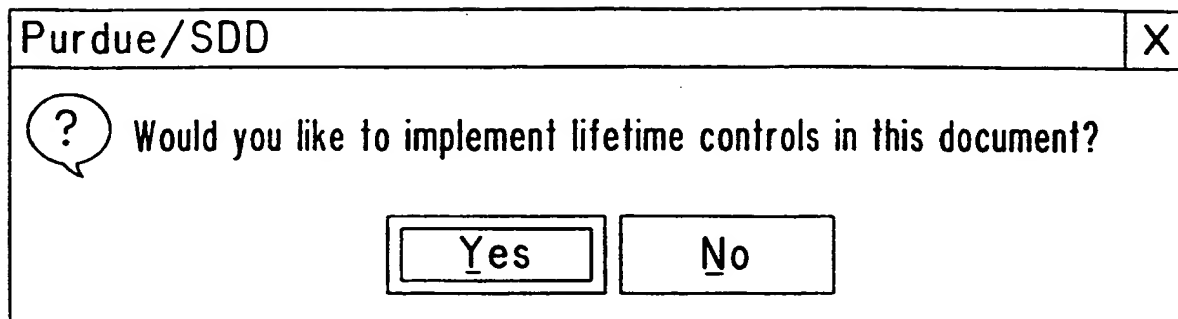 Purdue/SDD X
? Would you like to implement lifetime controls in this document?
Yes No